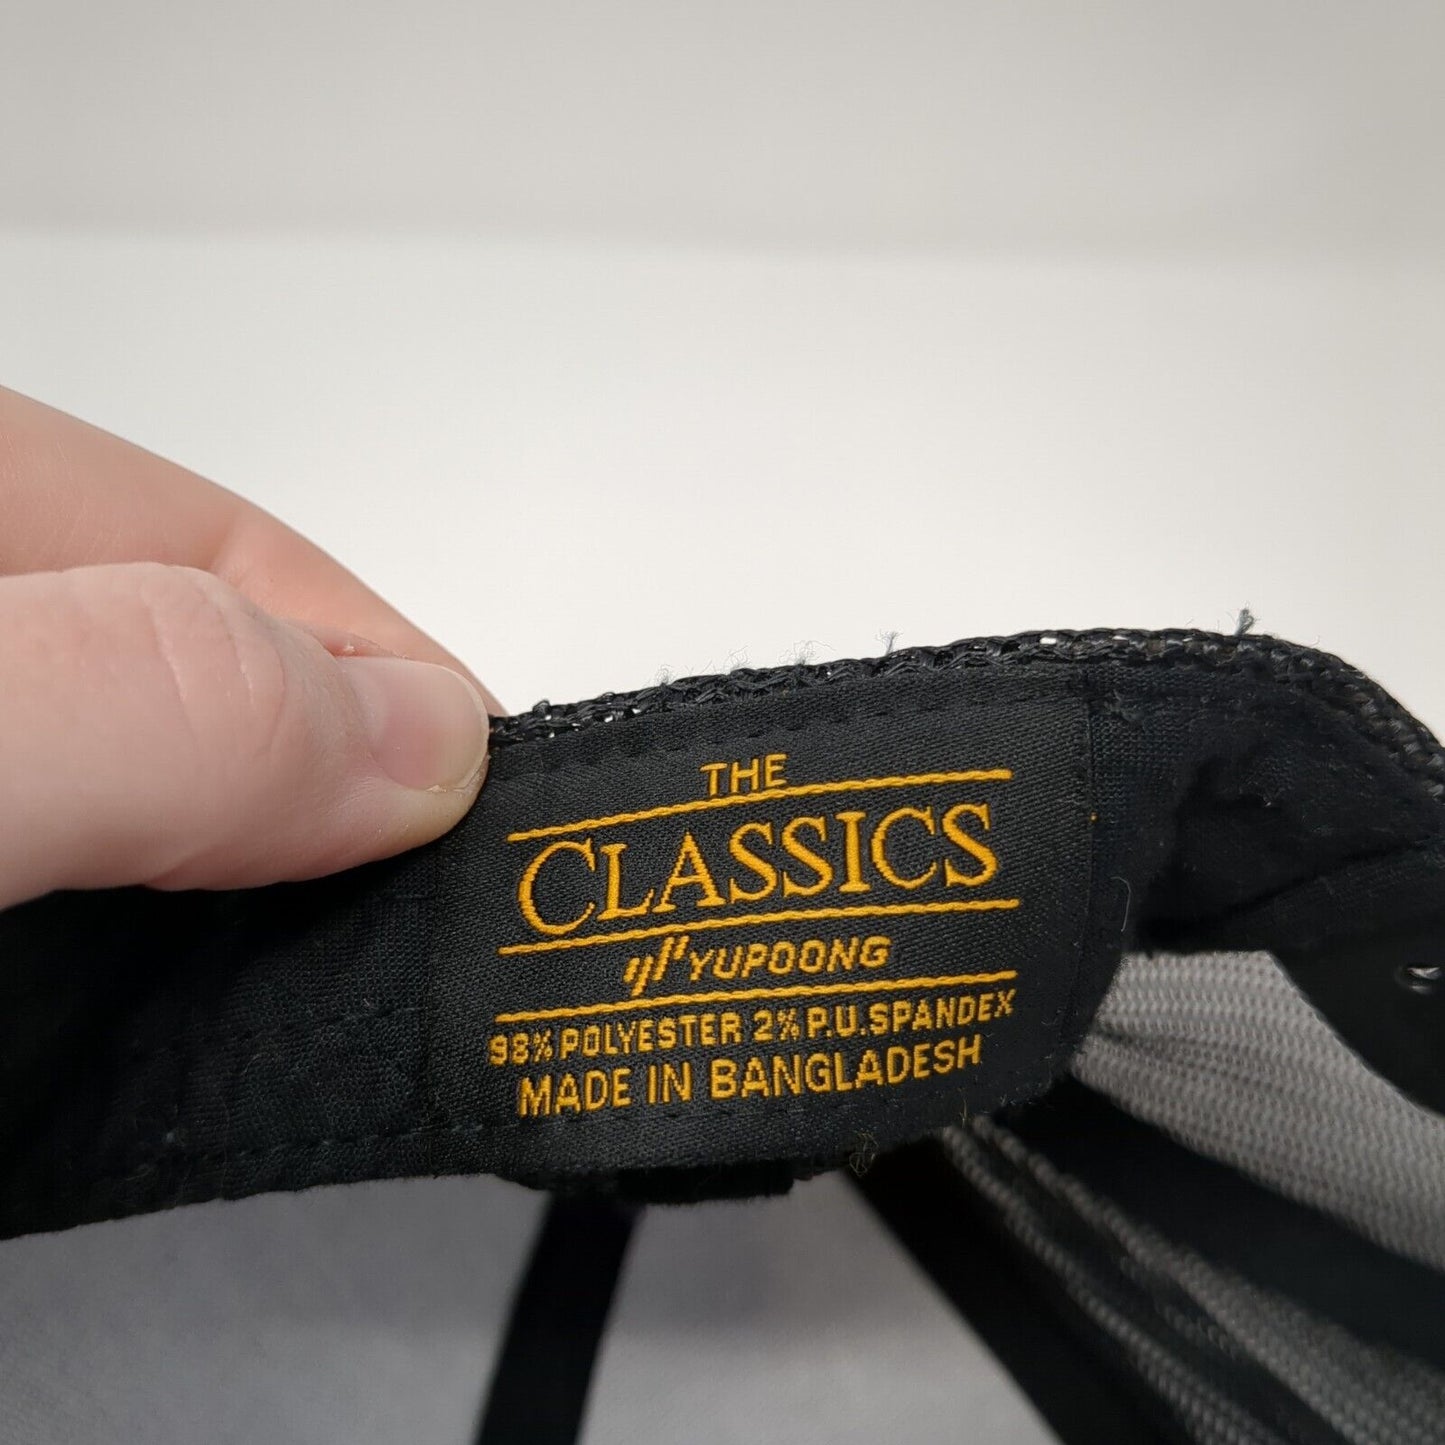 THE
CLASSICS
YUPOONG
98% POLYESTER 2% P.U.SPANDEX
MADE IN BANGLADESH